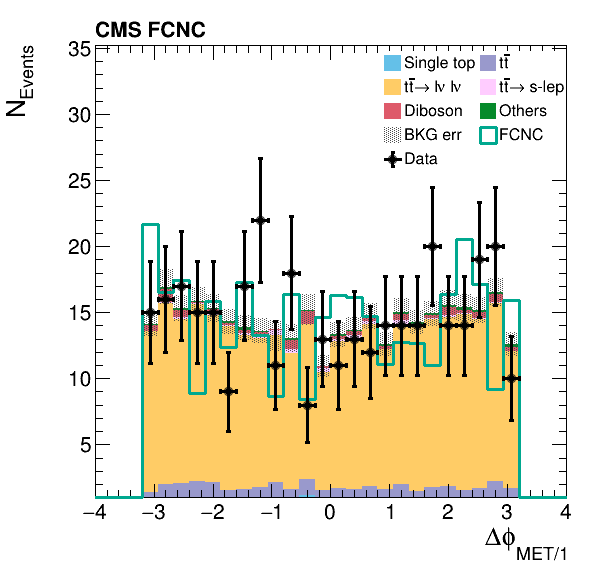 CMS FCNC
N_Events
35
30
25
20
15
10
5
Single top tt̅
tt̅→ lν lν tt̅→ s-lep
Diboson Others
BKG err FCNC
Data
−4 −3 −2 −1 0 1 2 3 4
Δϕ_MET/1